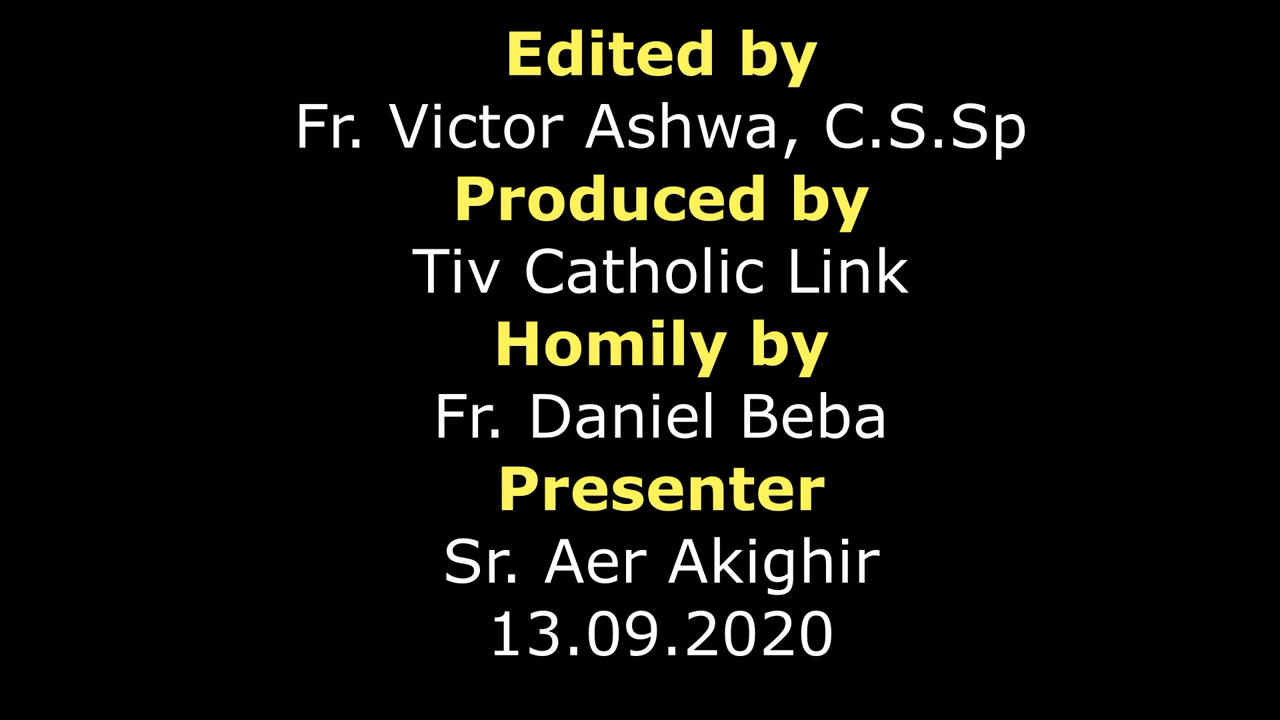 Edited by
Fr. Victor Ashwa, C.S.Sp
Produced by
Tiv Catholic Link
Homily by
Fr. Daniel Beba
Presenter
Sr. Aer Akighir
13.09.2020